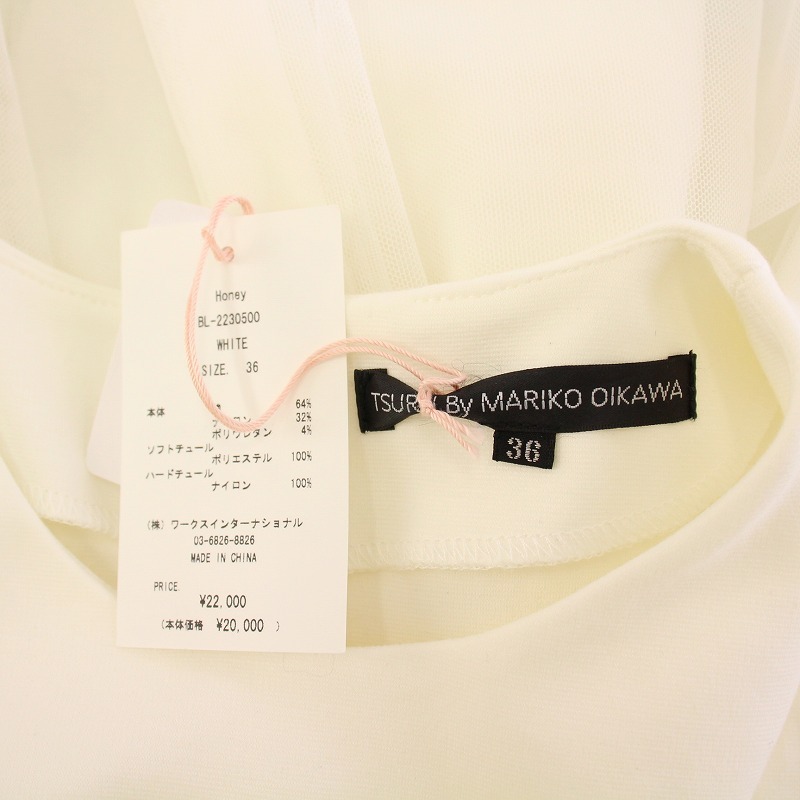 Honey
BL-2230500
WHITE
SIZE. 36
本体 64%
32%
ポリウレタン 4%
ソフトチュール
ポリエステル 100%
ハードチュール
ナイロン 100%
(株) ワークスインターナショナル
03-6826-8826
MADE IN CHINA
PRICE.
¥22,000
(本体価格 ¥20,000 )
By MARIKO OIKAWA
36